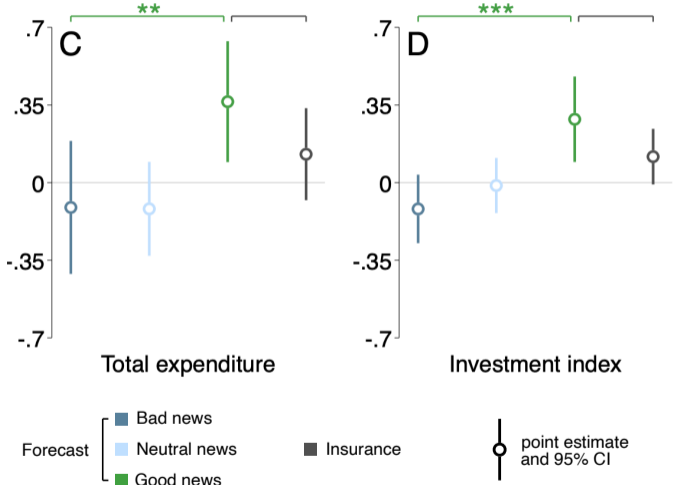 ** ***
.7 C .7 D
.35 .35
0 0
-.35 -.35
-.7 -.7
Total expenditure Investment index
Bad news
Forecast Neutral news Insurance point estimate
and 95% CI
Good news